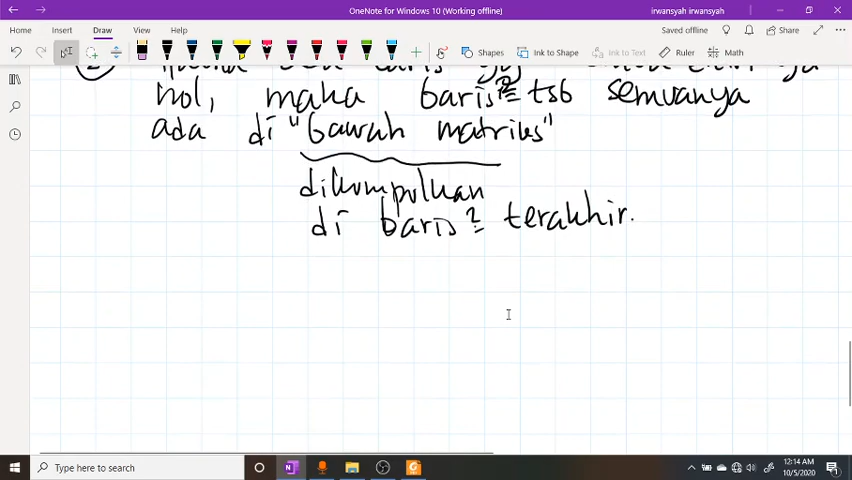 OneNote for Windows 10 (Working offline)
irwansyah irwansyah
Home Insert Draw View Help
Saved offline Share
Shapes Ink to Shape Ink to Text Ruler Math
nol, maka baris² tsb semuanya
ada di "bawah matriks"
dikumpulkan
di baris² terakhir.
Type here to search
12:14 AM
10/5/2020